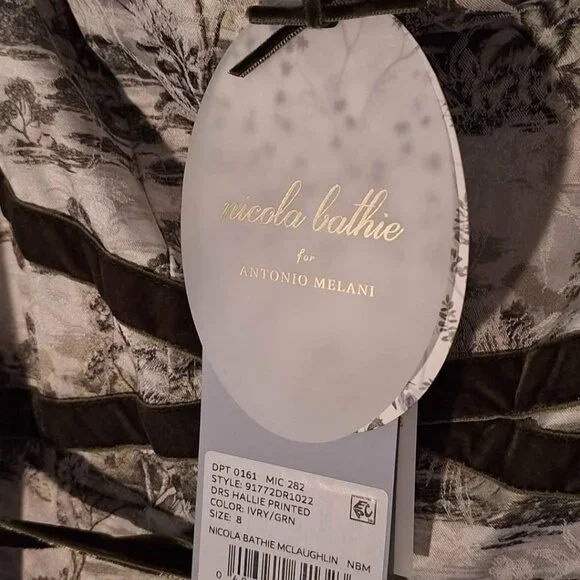 nicola bathie
for
ANTONIO MELANI
DPT 0161 MIC 282
STYLE: 91772DR1022
DRS HALLIE PRINTED
COLOR: IVRY/GRN
SIZE: 8
NICOLA BATHIE MCLAUGHLIN NBM
0